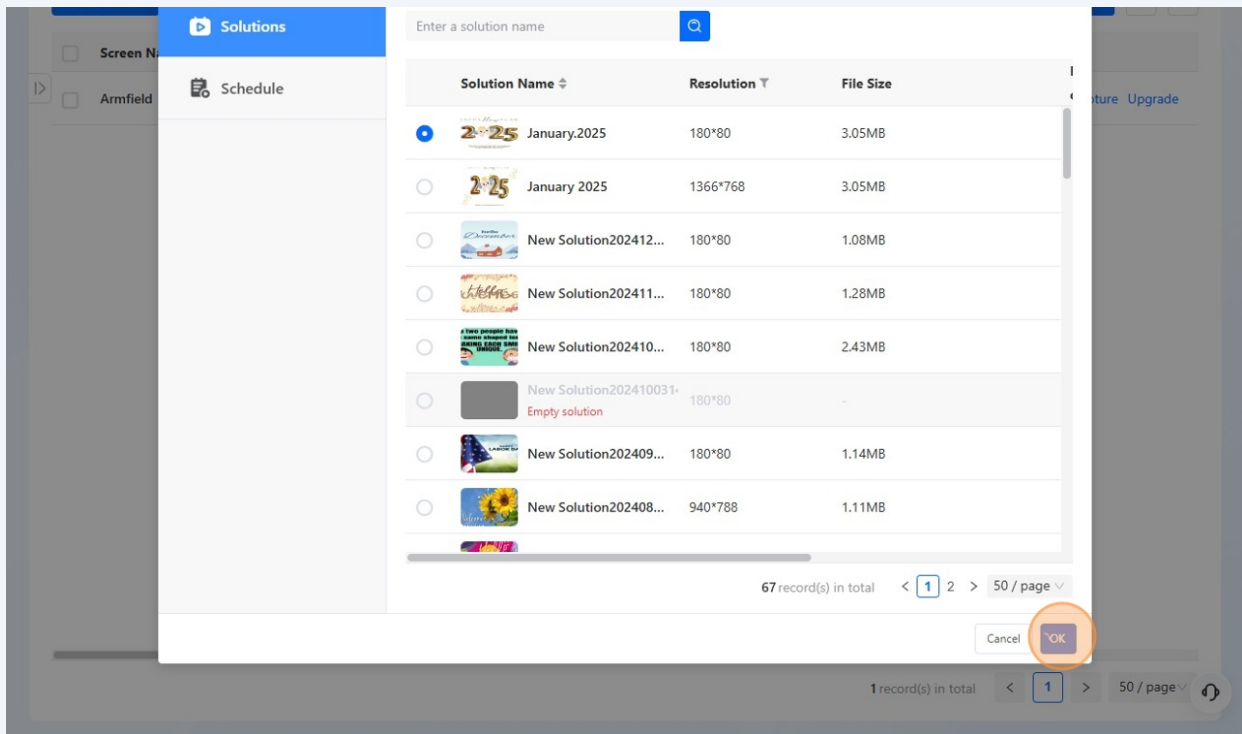 Solutions
Schedule
Enter a solution name
Screen Na
Armfield
pture Upgrade
Solution Name Resolution File Size
January.2025 180*80 3.05MB
January 2025 1366*768 3.05MB
New Solution202412... 180*80 1.08MB
New Solution202411... 180*80 1.28MB
New Solution202410... 180*80 2.43MB
New Solution202410031 180*80 -
Empty solution
New Solution202409... 180*80 1.14MB
New Solution202408... 940*788 1.11MB
67 record(s) in total < 1 2 > 50 / page
Cancel OK
1 record(s) in total < 1 > 50 / page